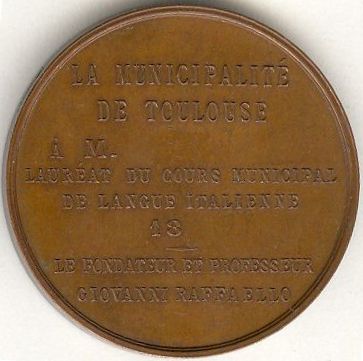 LA MUNICIPALITÉ
DE TOULOUSE
A M.
LAURÉAT DU COURS MUNICIPAL
DE LANGUE ITALIENNE
18
LE FONDATEUR ET PROFESSEUR
GIOVANNI RAFFAELLO